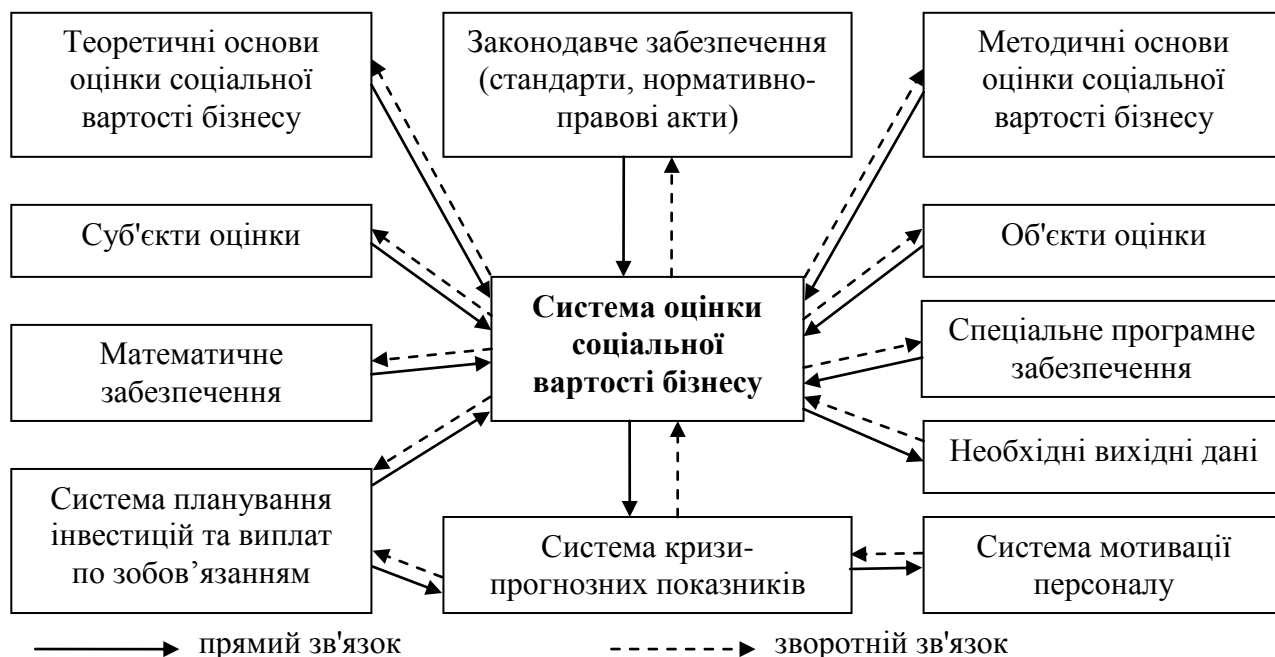 Теоретичні основи
оцінки соціальної
вартості бізнесу
Законодавче забезпечення
(стандарти, нормативно-
правові акти)
Методичні основи
оцінки соціальної
вартості бізнесу
Суб'єкти оцінки
Об'єкти оцінки
Система оцінки
соціальної
вартості бізнесу
Математичне
забезпечення
Спеціальне програмне
забезпечення
Необхідні вихідні дані
Система планування
інвестицій та виплат
по зобов’язанням
Система кризи-
прогнозних показників
Система мотивації
персоналу
прямий зв'язок
зворотній зв'язок